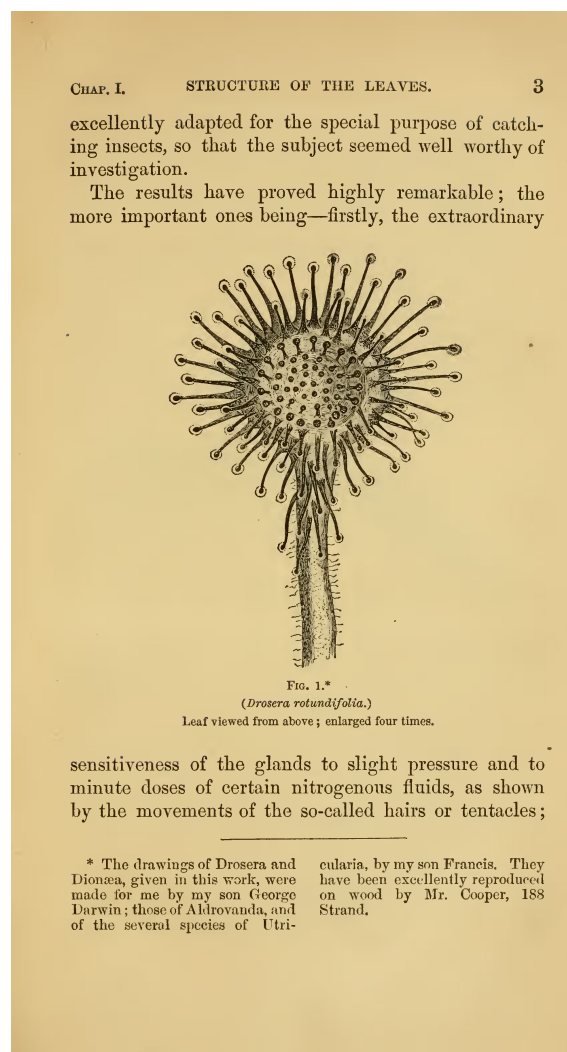 CHAP. I. STRUCTURE OF THE LEAVES. 3
excellently adapted for the special purpose of catch-
ing insects, so that the subject seemed well worthy of
investigation.
The results have proved highly remarkable; the
more important ones being—firstly, the extraordinary
FIG. 1.*
(Drosera rotundifolia.)
Leaf viewed from above; enlarged four times.
sensitiveness of the glands to slight pressure and to
minute doses of certain nitrogenous fluids, as shown
by the movements of the so-called hairs or tentacles;
* The drawings of Drosera and
Dionæa, given in this work, were
made for me by my son George
Darwin; those of Aldrovanda, and
of the several species of Utri-
cularia, by my son Francis. They
have been excellently reproduced
on wood by Mr. Cooper, 188
Strand.